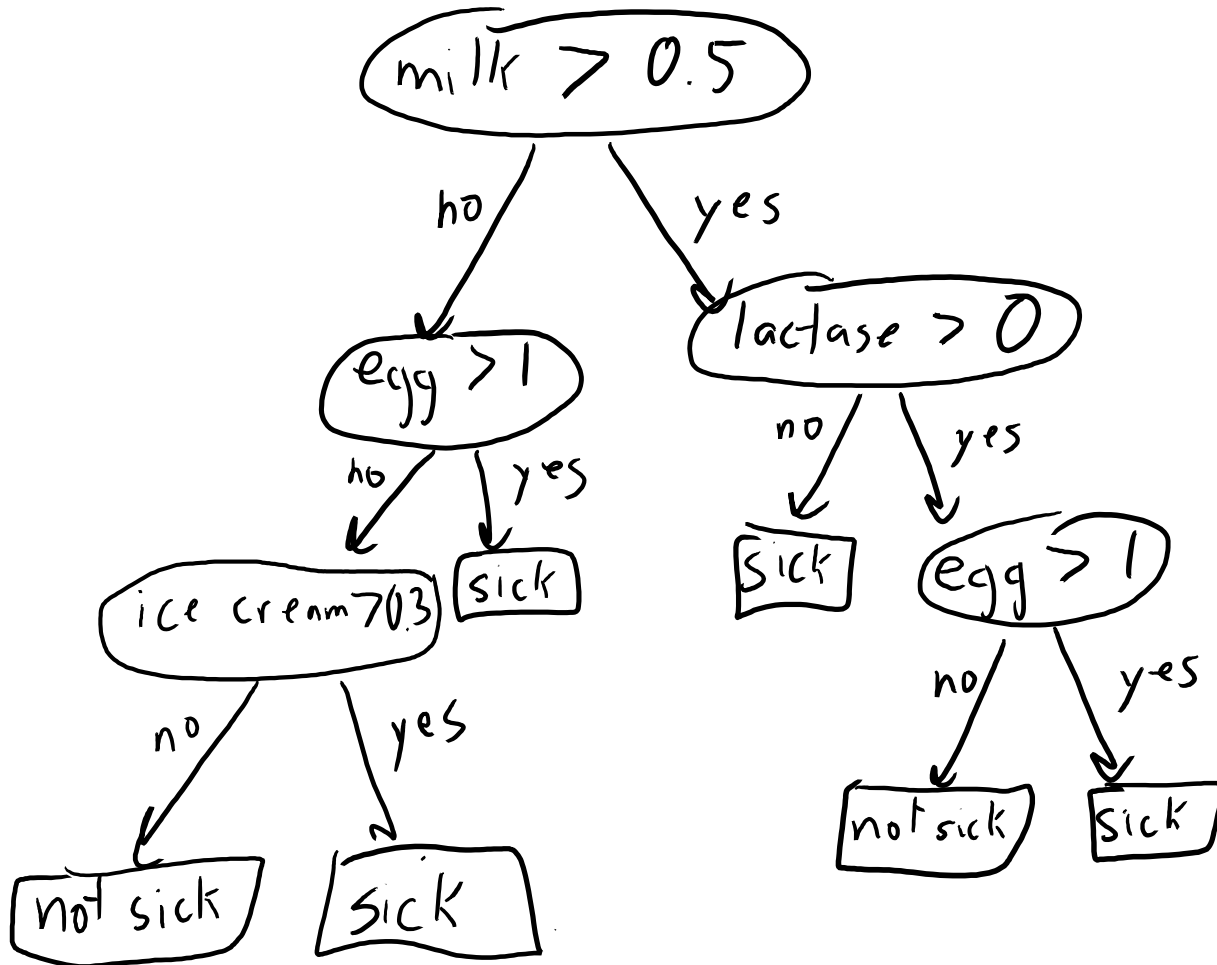 milk > 0.5
no
yes
lactase > 0
egg > 1
no
yes
no
yes
sick
egg > 1
ice cream > 0.3
sick
no
yes
no
yes
not sick
sick
not sick
sick